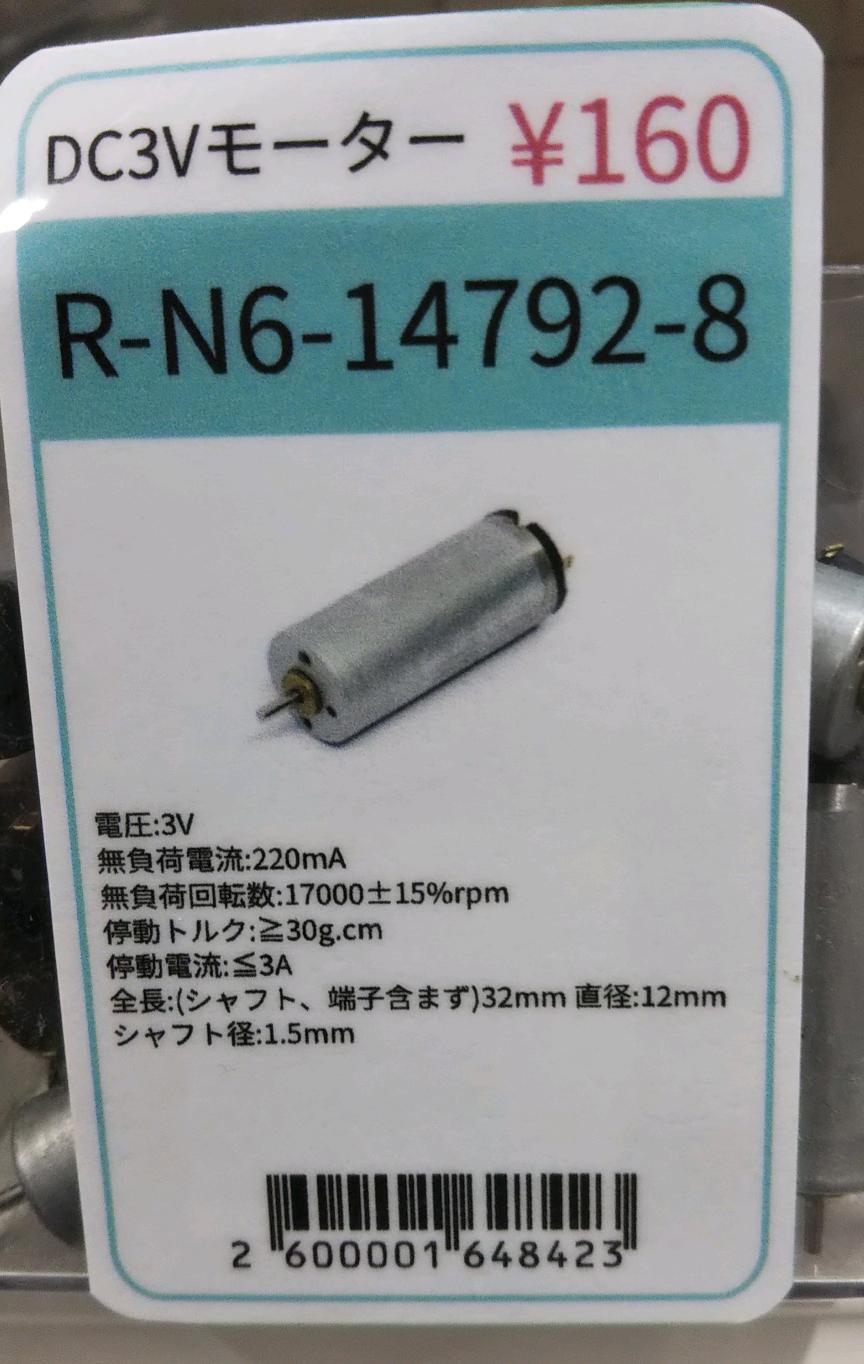 DC3Vモーター ¥160
R-N6-14792-8
電圧:3V
無負荷電流:220mA
無負荷回転数:17000±15%rpm
停動トルク:≧30g.cm
停動電流:≦3A
全長:(シャフト、端子含まず)32mm 直径:12mm
シャフト径:1.5mm
2 600001 648423